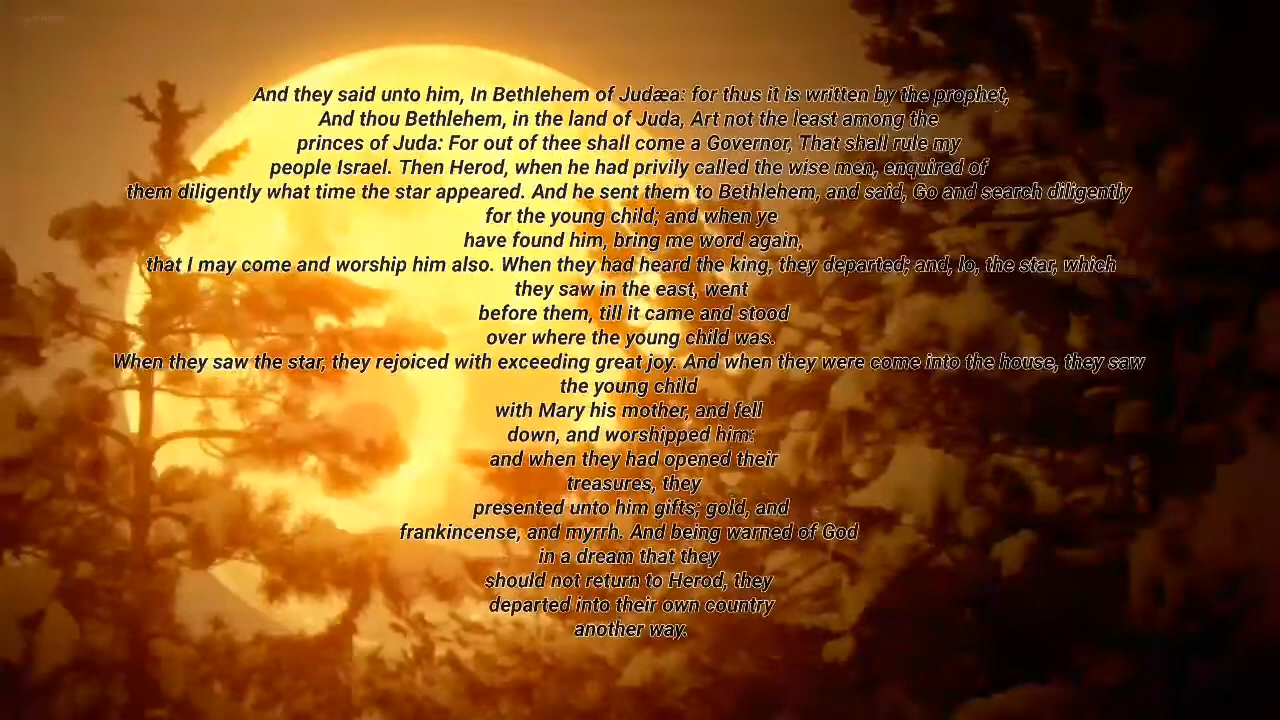 And they said unto him, In Bethlehem of Judæa: for thus it is written by the prophet,
And thou Bethlehem, in the land of Juda, Art not the least among the
princes of Juda: For out of thee shall come a Governor, That shall rule my
people Israel. Then Herod, when he had privily called the wise men, enquired of
them diligently what time the star appeared. And he sent them to Bethlehem, and said, Go and search diligently
for the young child; and when ye
have found him, bring me word again,
that I may come and worship him also. When they had heard the king, they departed; and, lo, the star, which
they saw in the east, went
before them, till it came and stood
over where the young child was.
When they saw the star, they rejoiced with exceeding great joy. And when they were come into the house, they saw
the young child
with Mary his mother, and fell
down, and worshipped him:
and when they had opened their
treasures, they
presented unto him gifts; gold, and
frankincense, and myrrh. And being warned of God
in a dream that they
should not return to Herod, they
departed into their own country
another way.